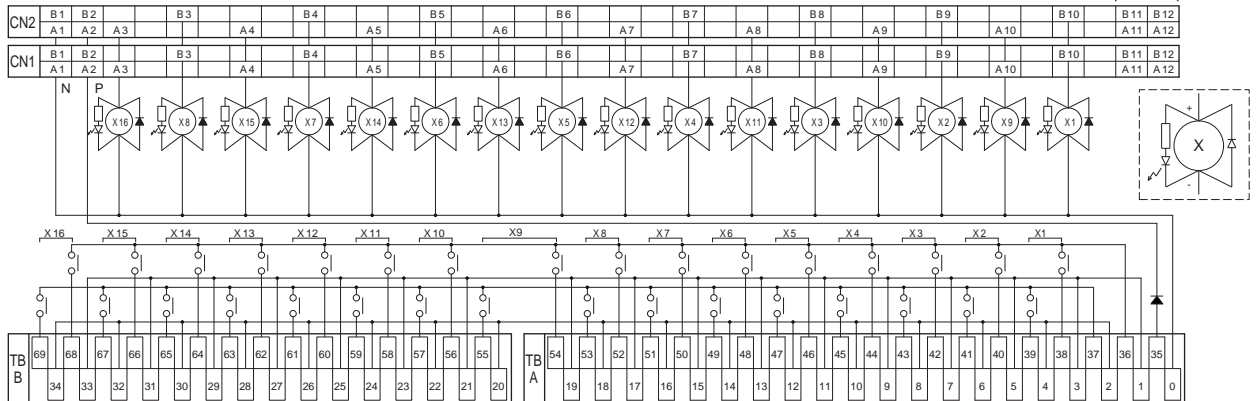 CN2 B1 B2 B3 B4 B5 B6 B7 B8 B9 B10 B11 B12
A1 A2 A3 A4 A5 A6 A7 A8 A9 A10 A11 A12
CN1 B1 B2 B3 B4 B5 B6 B7 B8 B9 B10 B11 B12
A1 A2 A3 A4 A5 A6 A7 A8 A9 A10 A11 A12
N P
X16 X8 X15 X7 X14 X6 X13 X5 X12 X4 X11 X3 X10 X2 X9 X1
+
X
-
X16 X15 X14 X13 X12 X11 X10 X9 X8 X7 X6 X5 X4 X3 X2 X1
TB B 69 68 67 66 65 64 63 62 61 60 59 58 57 56 55
34 33 32 31 30 29 28 27 26 25 24 23 22 21 20
TB A 54 53 52 51 50 49 48 47 46 45 44 43 42 41 40 39 38 37 36 35
19 18 17 16 15 14 13 12 11 10 9 8 7 6 5 4 3 2 1 0